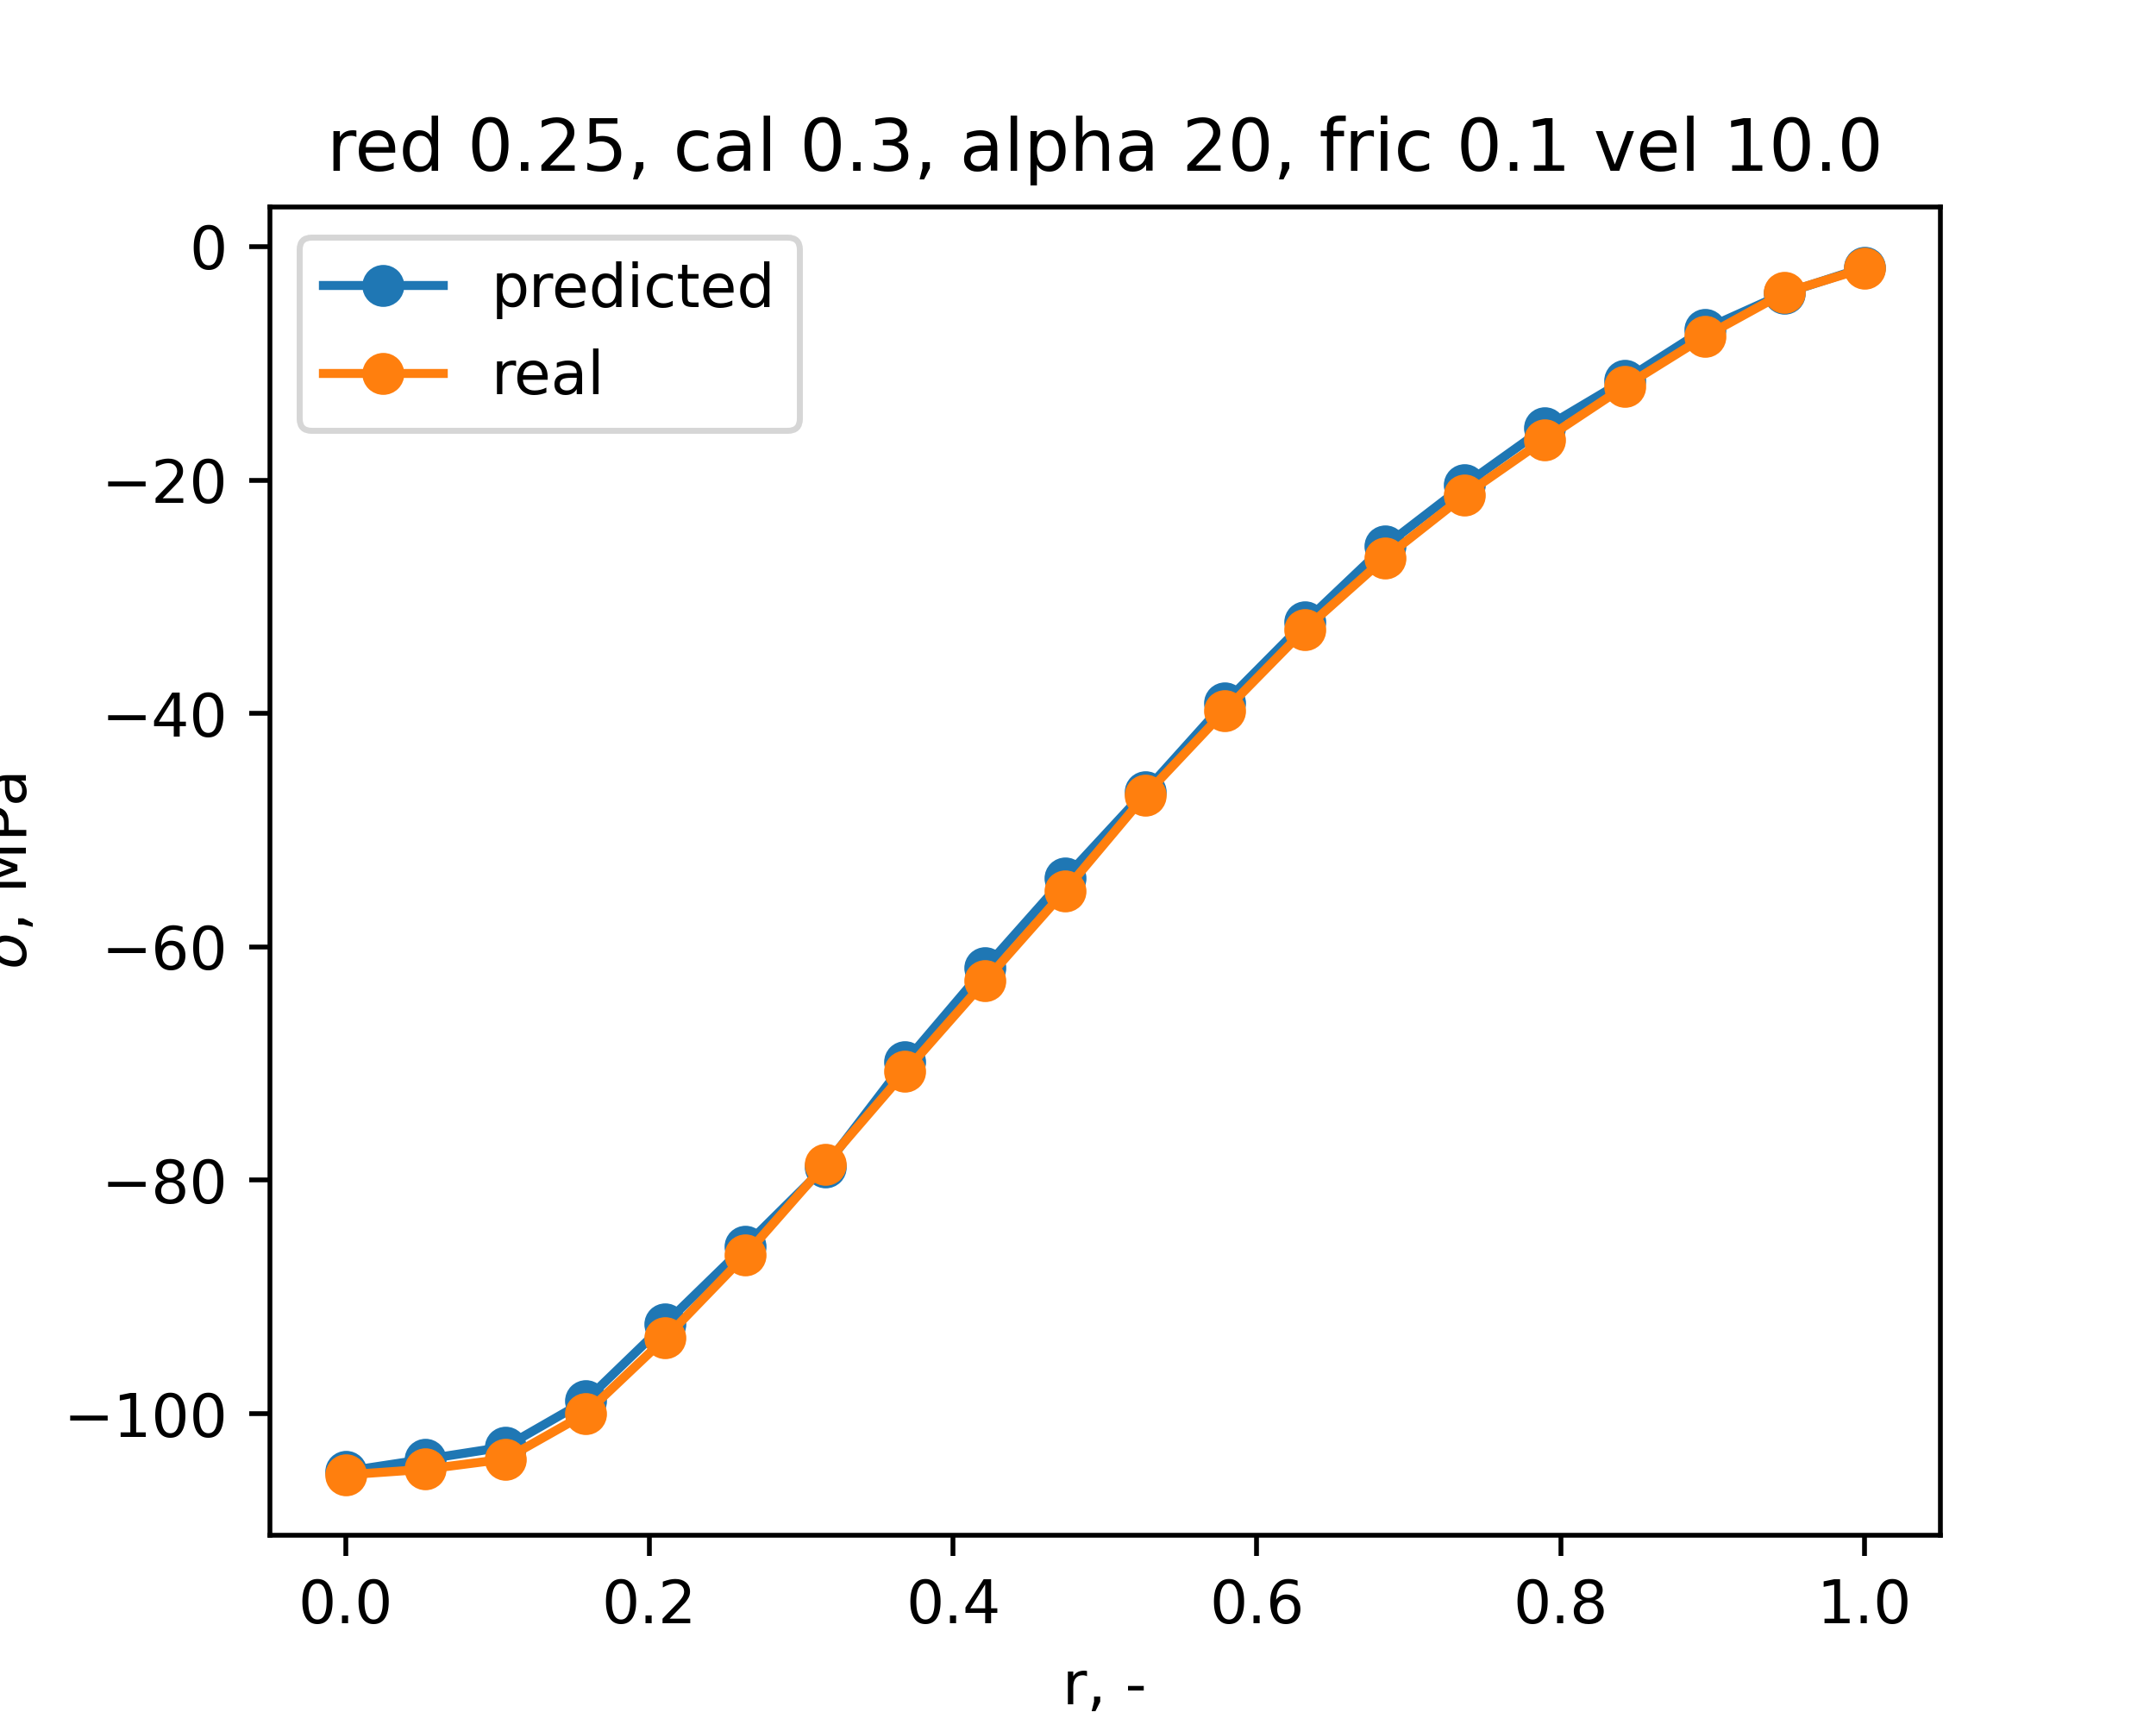 red 0.25, cal 0.3, alpha 20, fric 0.1 vel 10.0
predicted
real
0
−20
−40
−60
−80
−100
, MPa
0.0 0.2 0.4 0.6 0.8 1.0
r, -